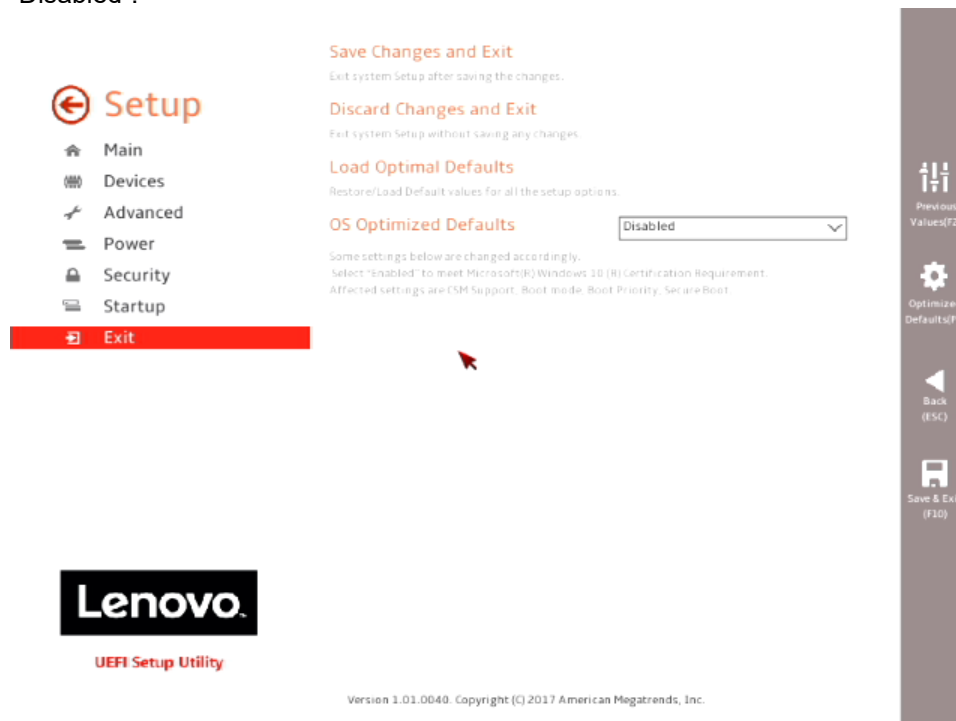 Disabled".
Setup
Main
Devices
Advanced
Power
Security
Startup
Exit
Save Changes and Exit
Exit system Setup after saving the changes.
Discard Changes and Exit
Exit system Setup without saving any changes.
Load Optimal Defaults
Restore/Load Default values for all the setup options.
OS Optimized Defaults
Disabled
Some settings below are changed accordingly.
Select "Enabled" to meet Microsoft(R) Windows 10 (R) Certification Requirement.
Affected settings are CSM Support, Boot mode, Boot Priority, Secure Boot.
Previous
Values(F2
Optimize
Defaults(F
Back
(ESC)
Save & Exi
(F10)
Lenovo
UEFI Setup Utility
Version 1.01.0040. Copyright (C) 2017 American Megatrends, Inc.